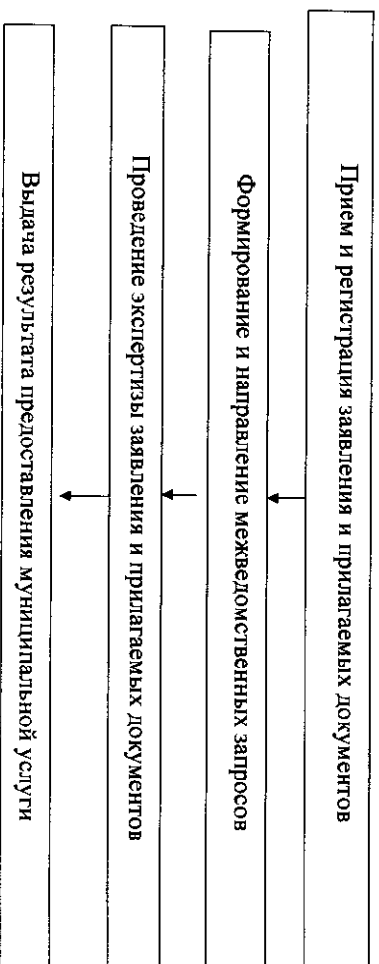 Прием и регистрация заявления и прилагаемых документов
Формирование и направление межведомственных запросов
Проведение экспертизы заявления и прилагаемых документов
Выдача результата предоставления муниципальной услуги